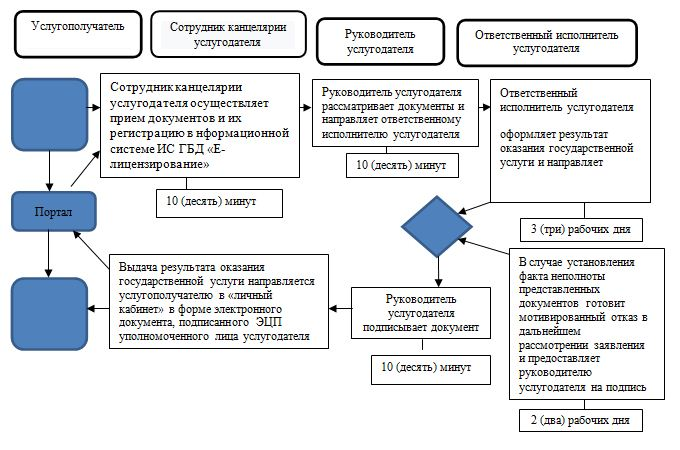 Услугополучатель
Сотрудник канцелярии
услугодателя
Руководитель
услугодателя
Ответственный исполнитель
услугодателя
Сотрудник канцелярии
услугодателя осуществляет
прием документов и их
регистрацию в нформационной
системе ИС ГБД «Е-
лицензирование»
10 (десять) минут
Руководитель услугодателя
рассматривает документы и
направляет ответственному
исполнителю услугодателя
10 (десять) минут
Ответственный
исполнитель услугодателя
оформляет результат
оказания государственной
услуги и направляет
3 (три) рабочих дня
Портал
Выдача результата оказания
государственной услуги направляется
услугополучателю в «личный
кабинет» в форме электронного
документа, подписанного ЭЦП
уполномоченного лица услугодателя
Руководитель
услугодателя
подписывает документ
10 (десять) минут
В случае установления
факта неполноты
представленных
документов готовит
мотивированный отказ в
дальнейшем
рассмотрении заявления
и предоставляет
руководителю
услугодателя на подпись
2 (два) рабочих дня